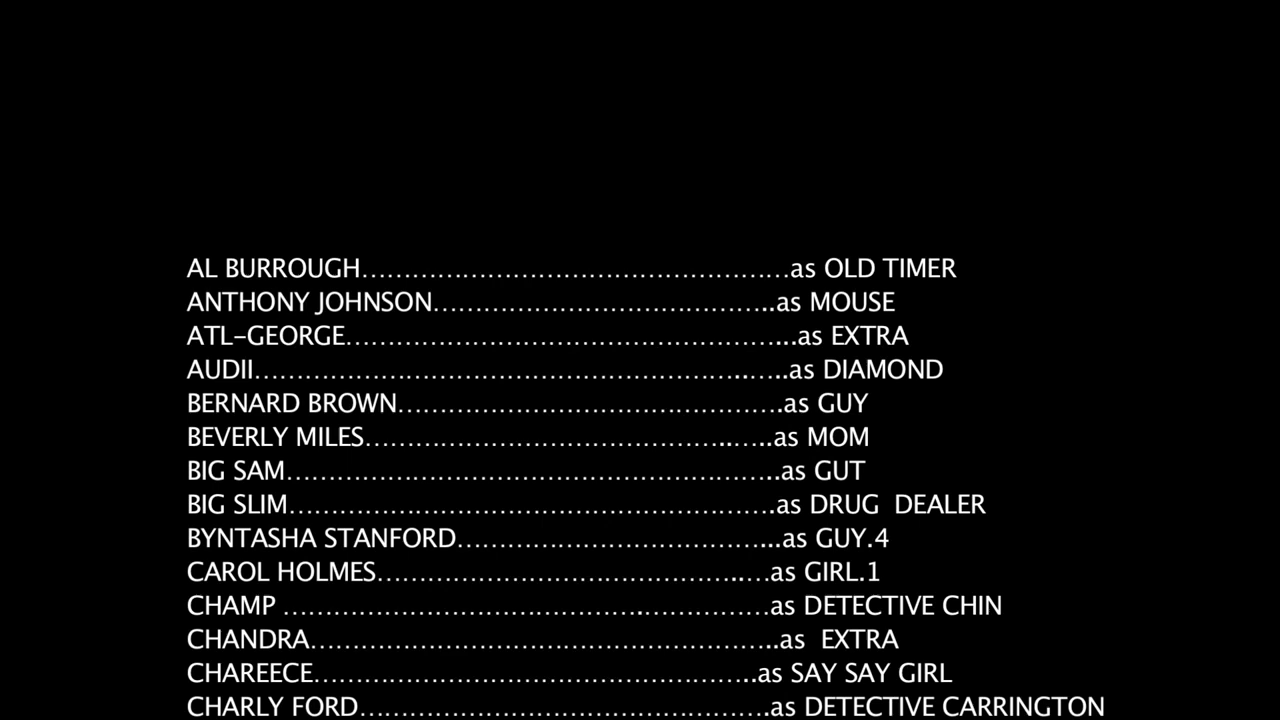 AL BURROUGH……………………………………………as OLD TIMER
ANTHONY JOHNSON…………………………………..as MOUSE
ATL-GEORGE……………………………………………...as EXTRA
AUDII…………………………………………………..…..as DIAMOND
BERNARD BROWN……………………………………….as GUY
BEVERLY MILES……………………………………..…..as MOM
BIG SAM…………………………………………………..as GUT
BIG SLIM………………………………………………….as DRUG  DEALER
BYNTASHA STANFORD………………………………...as GUY.4
CAROL HOLMES……………………………………..…as GIRL.1
CHAMP …………………………………….……………as DETECTIVE CHIN
CHANDRA………………………………………………..as  EXTRA
CHAREECE……………………………………………..as SAY SAY GIRL
CHARLY FORD………………………………………….as DETECTIVE CARRINGTON